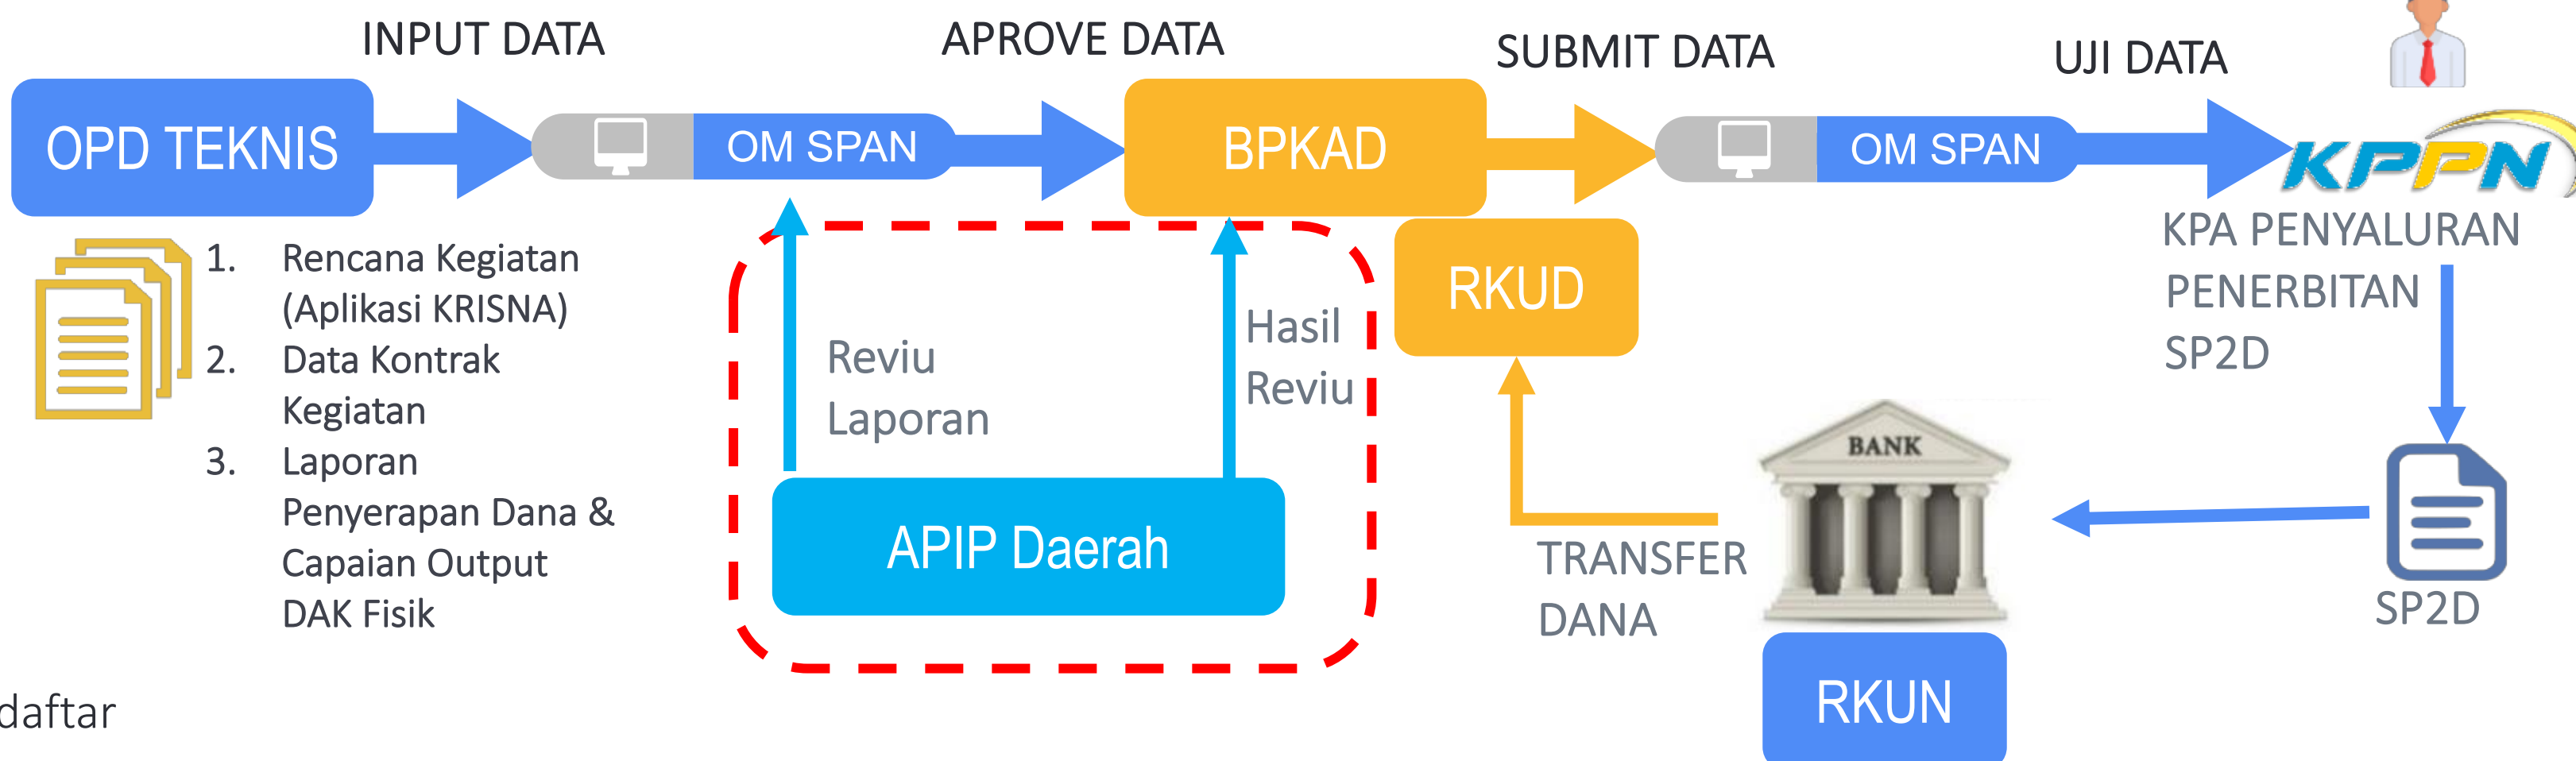 INPUT DATA
APROVE DATA
SUBMIT DATA
UJI DATA
OPD TEKNIS
OM SPAN
BPKAD
OM SPAN
KPPN
1. Rencana Kegiatan
(Aplikasi KRISNA)
2. Data Kontrak
Kegiatan
3. Laporan
Penyerapan Dana &
Capaian Output
DAK Fisik
Reviu
Laporan
Hasil
Reviu
APIP Daerah
RKUD
KPA PENYALURAN
PENERBITAN
SP2D
BANK
TRANSFER
DANA
SP2D
RKUN
daftar